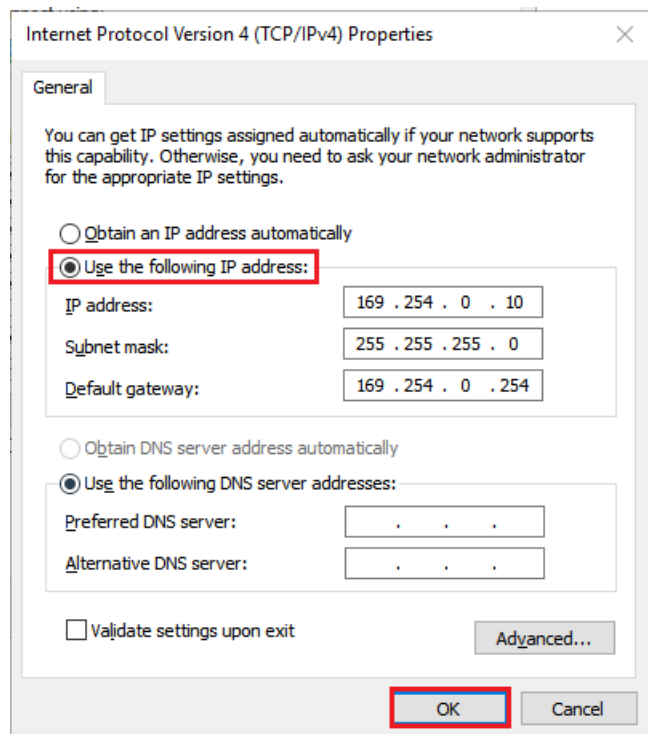 Internet Protocol Version 4 (TCP/IPv4) Properties
General
You can get IP settings assigned automatically if your network supports
this capability. Otherwise, you need to ask your network administrator
for the appropriate IP settings.
Obtain an IP address automatically
Use the following IP address:
IP address: 169 . 254 . 0 . 10
Subnet mask: 255 . 255 . 255 . 0
Default gateway: 169 . 254 . 0 . 254
Obtain DNS server address automatically
Use the following DNS server addresses:
Preferred DNS server: . . .
Alternative DNS server: . . .
Validate settings upon exit
Advanced...
OK Cancel